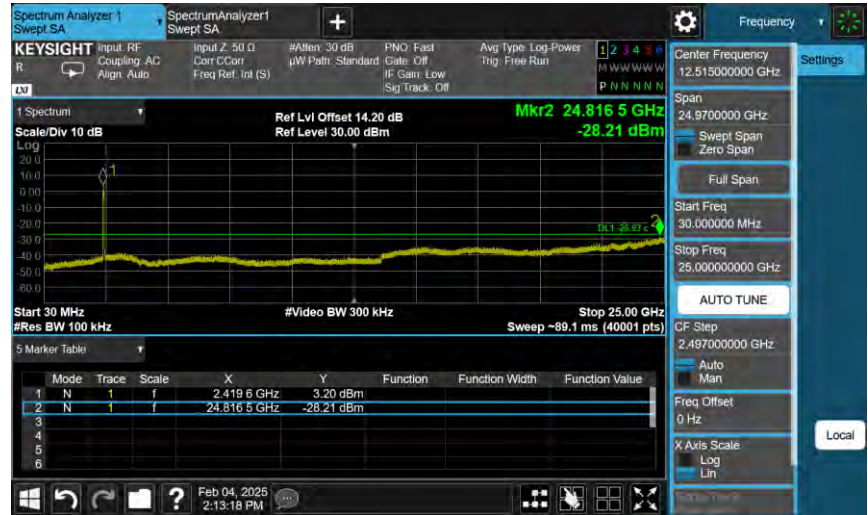 Spectrum Analyzer 1
Swept SA
SpectrumAnalyzer1
Swept SA
+
Frequency
KEYSIGHT
R
LXI
Input: RF
Coupling: AC
Align: Auto
Input Z: 50 Ω
Corr CCorr
Freq Ref: Int (S)
#Atten: 30 dB
µW Path: Standard
PNO: Fast
Gate: Off
IF Gain: Low
Sig Track: Off
Avg Type: Log-Power
Trig: Free Run
1 2 3 4 5 6
M W W W W W
P N N N N N
1 Spectrum
Scale/Div 10 dB
Ref Lvl Offset 14.20 dB
Ref Level 30.00 dBm
Mkr2 24.816 5 GHz
-28.21 dBm
Log
20.0
10.0
0.00
-10.0
-20.0
-30.0
-40.0
-50.0
-60.0
1
2
Start 30 MHz
#Res BW 100 kHz
#Video BW 300 kHz
Stop 25.00 GHz
Sweep ~89.1 ms (40001 pts)
5 Marker Table
Mode Trace Scale X Y Function Function Width Function Value
1 N 1 f 2.419 6 GHz 3.20 dBm
2 N 1 f 24.816 5 GHz -28.21 dBm
3
4
5
6
Feb 04, 2025
2:13:18 PM
?
Center Frequency
12.515000000 GHz
Span
24.9700000 GHz
Swept Span
Zero Span
Full Span
Start Freq
30.000000 MHz
Stop Freq
25.000000000 GHz
AUTO TUNE
CF Step
2.497000000 GHz
Auto
Man
Freq Offset
0 Hz
X Axis Scale
Log
Lin
Settings
Local